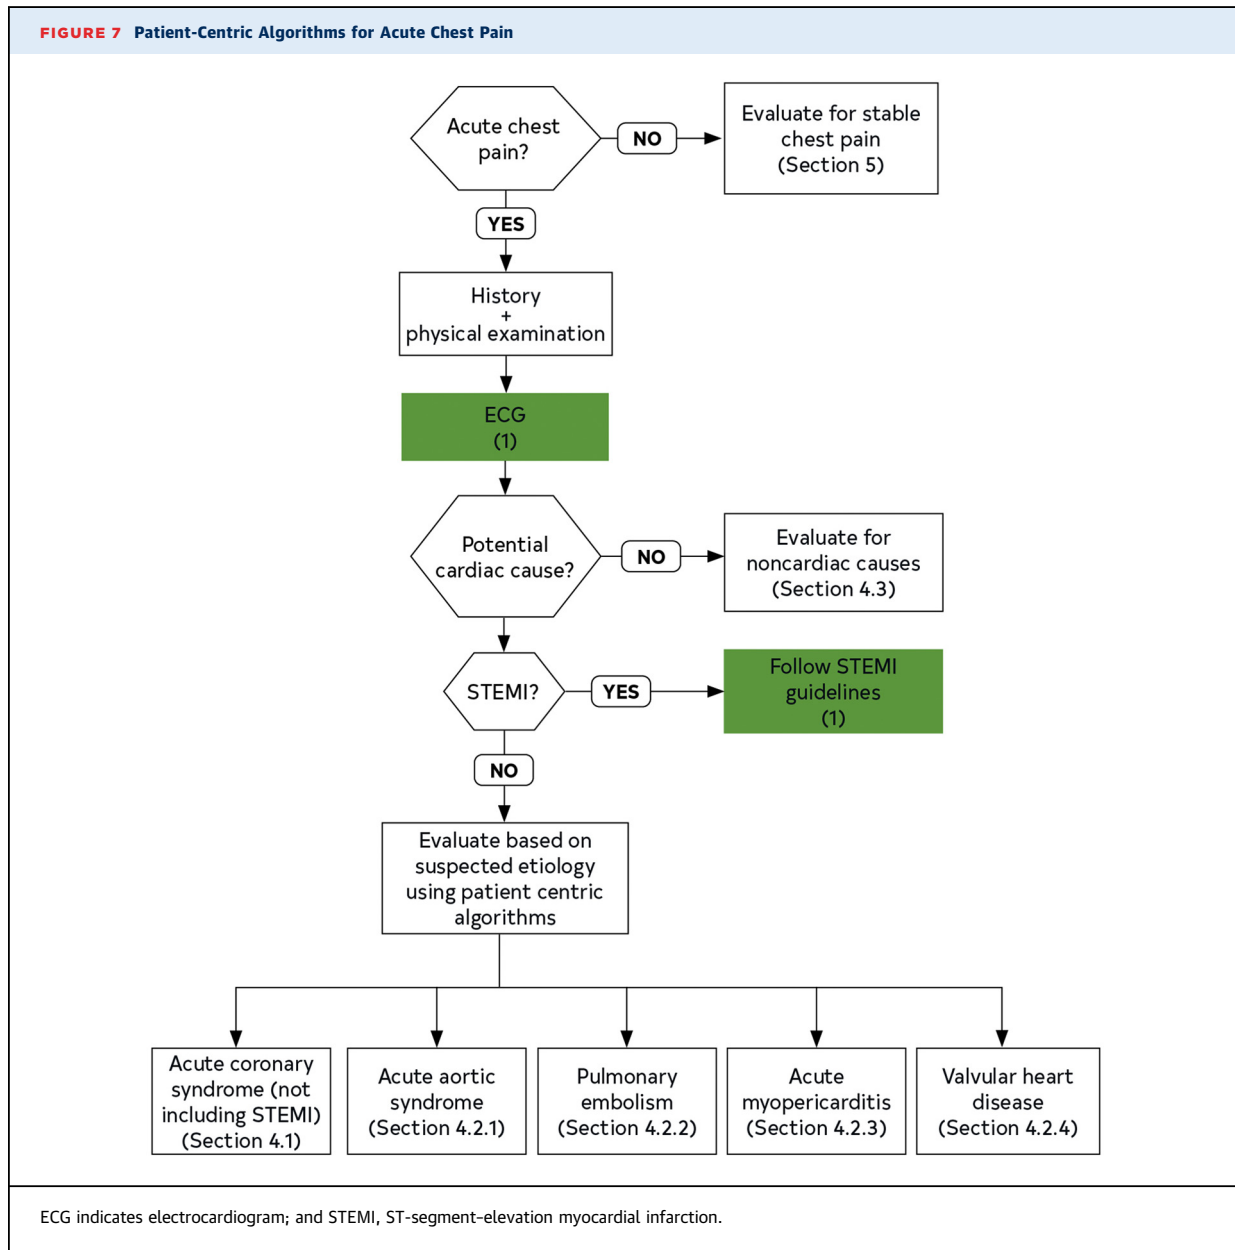 FIGURE 7 Patient-Centric Algorithms for Acute Chest Pain
Acute chest
pain?
NO
Evaluate for stable
chest pain
(Section 5)
YES
History
+
physical examination
ECG
(1)
Potential
cardiac cause?
NO
Evaluate for
noncardiac causes
(Section 4.3)
STEMI?
YES
Follow STEMI
guidelines
(1)
NO
Evaluate based on
suspected etiology
using patient centric
algorithms
Acute coronary
syndrome (not
including STEMI)
(Section 4.1)
Acute aortic
syndrome
(Section 4.2.1)
Pulmonary
embolism
(Section 4.2.2)
Acute
myopericarditis
(Section 4.2.3)
Valvular heart
disease
(Section 4.2.4)
ECG indicates electrocardiogram; and STEMI, ST-segment-elevation myocardial infarction.